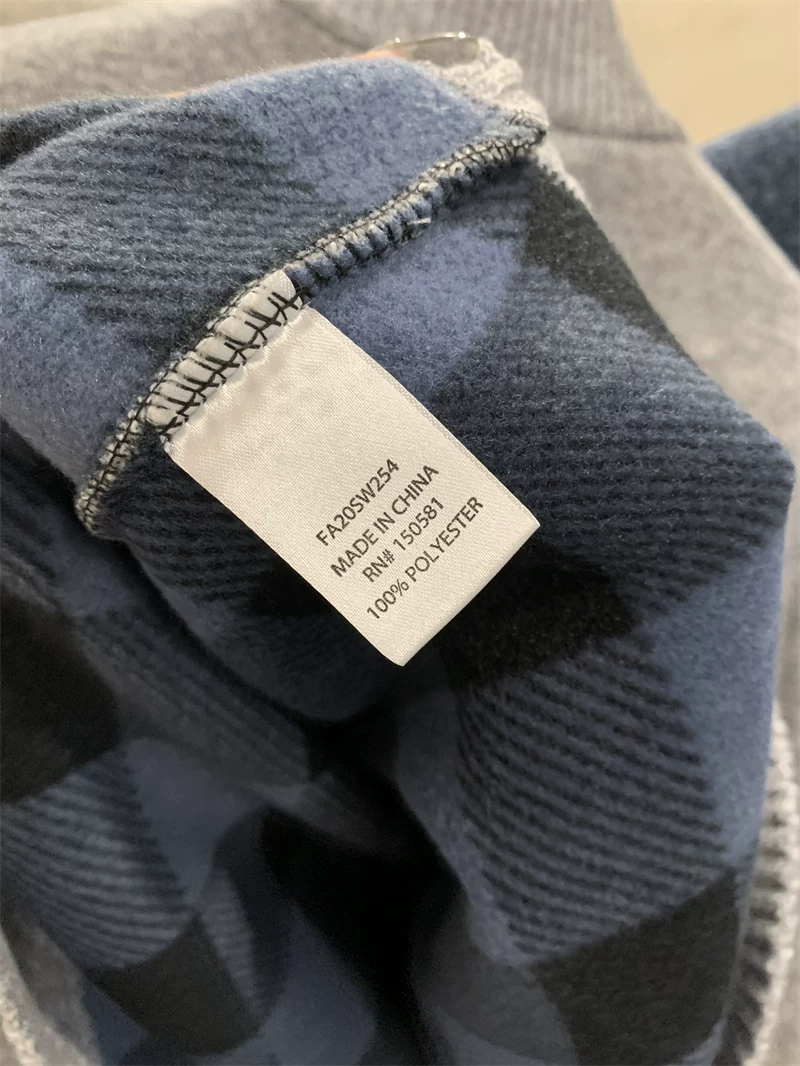 FA20SW254
MADE IN CHINA
RN# 150581
100% POLYESTER